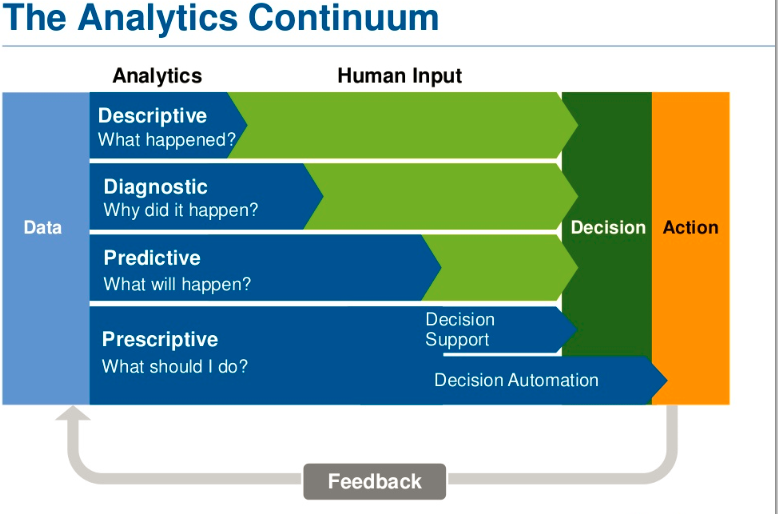 The Analytics Continuum
Analytics
Human Input
Descriptive
What happened?
Diagnostic
Why did it happen?
Predictive
What will happen?
Prescriptive
What should I do?
Decision
Support
Decision Automation
Data
Decision
Action
Feedback